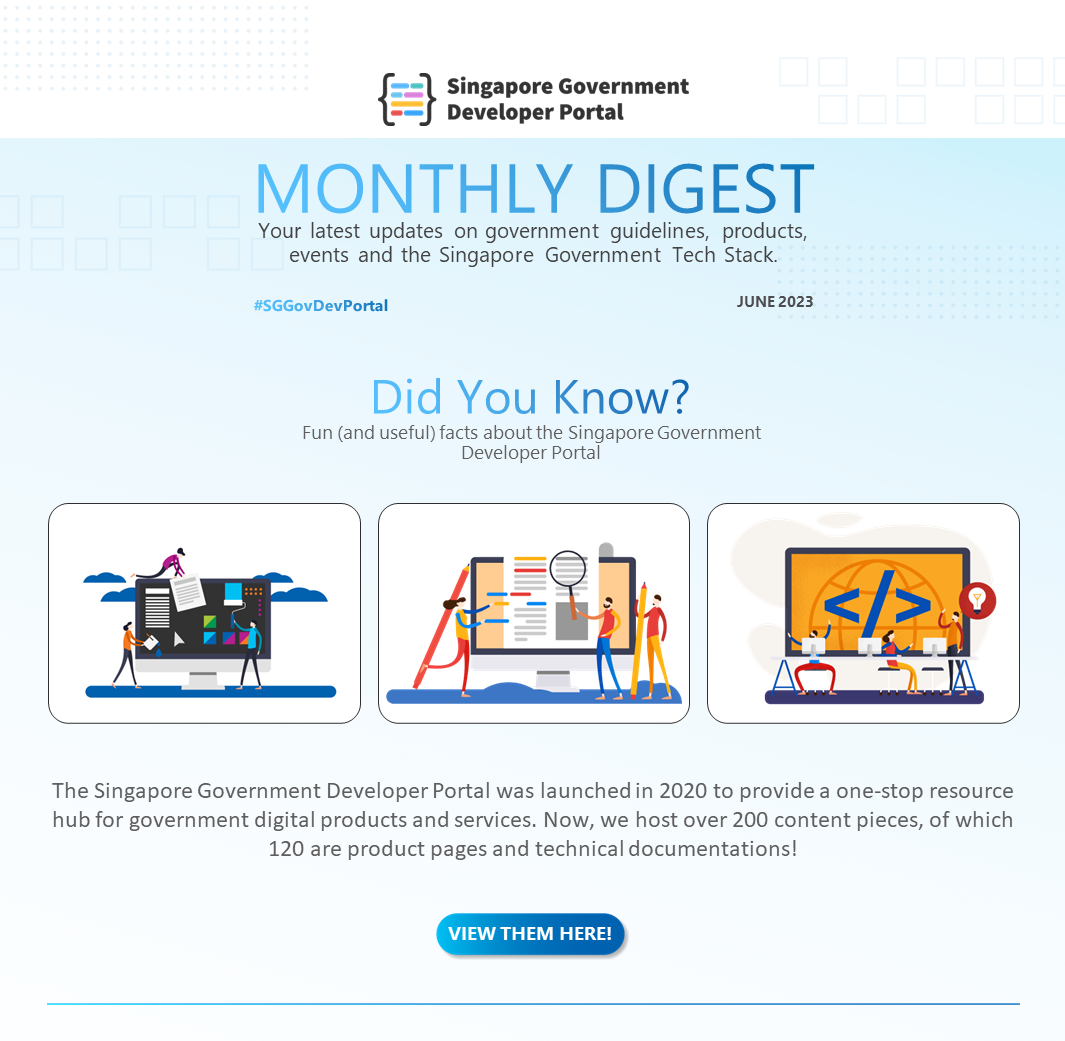 Singapore Government
Developer Portal
MONTHLY DIGEST
Your latest updates on government guidelines, products,
events and the Singapore Government Tech Stack.
#SGGovDevPortal
JUNE 2023
Did You Know?
Fun (and useful) facts about the Singapore Government
Developer Portal
</>
The Singapore Government Developer Portal was launched in 2020 to provide a one-stop resource
hub for government digital products and services. Now, we host over 200 content pieces, of which
120 are product pages and technical documentations!
VIEW THEM HERE!